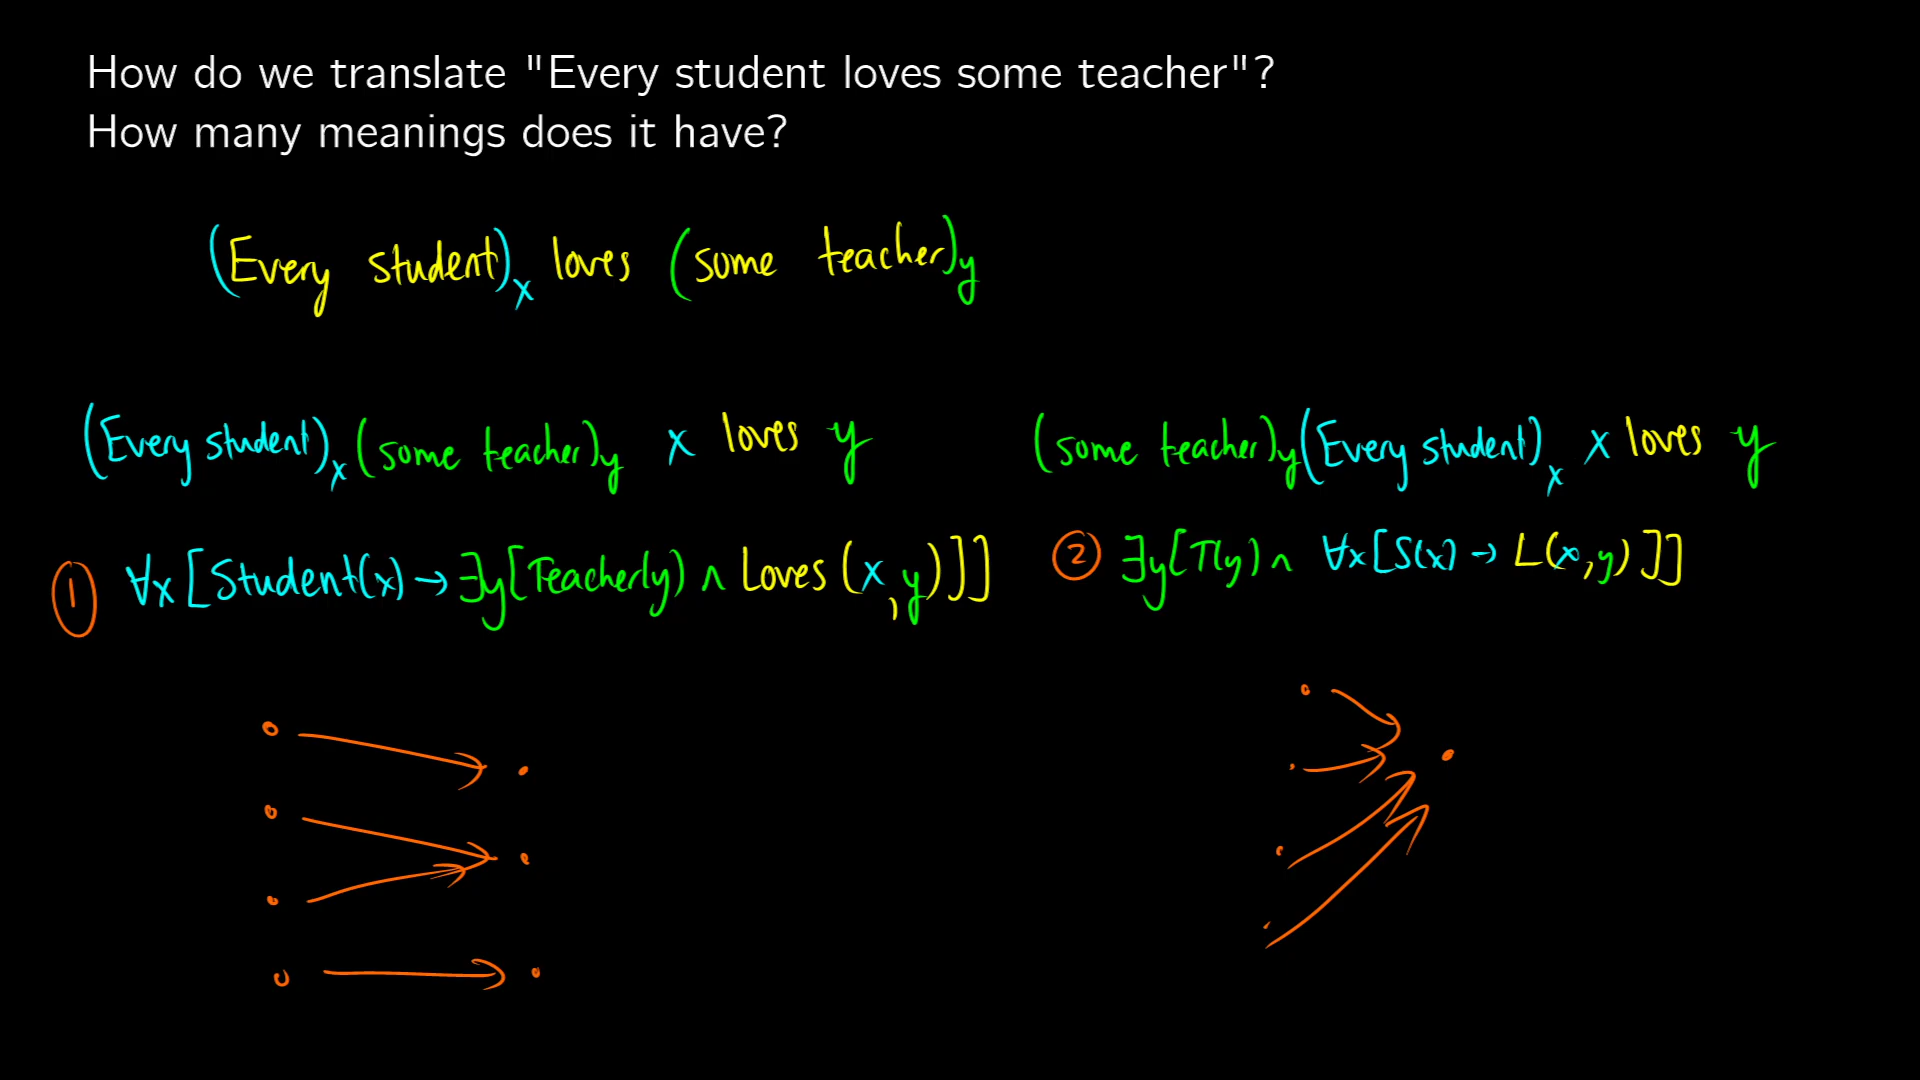 How do we translate "Every student loves some teacher"?
How many meanings does it have?
(Every student)ₓ loves (some teacher)y
(Every student)ₓ (some teacher)y x loves y
(some teacher)y (Every student)ₓ x loves y
① ∀x [Student(x) → ∃y [Teacher(y) ∧ Loves (x, y)]]
② ∃y [T(y) ∧ ∀x [S(x) → L(x, y)]]